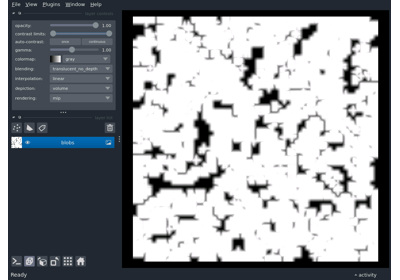 File View Plugins Window Help
opacity: 1.00
contrast limits:
auto-contrast: once continuous
gamma: 1.00
colormap: gray
blending: translucent_no_depth
interpolation: linear
depiction: volume
rendering: mip
blobs
Ready
activity